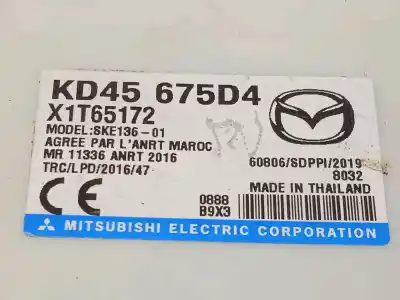 KD45 675D4
X1T65172
MODEL:SKE136-01
AGREE PAR L'ANRT MAROC
MR 11336 ANRT 2016
TRC/LPD/2016/47
60806/SDPPI/2019
8032
MADE IN THAILAND
CE
0888
B9X3
MITSUBISHI ELECTRIC CORPORATION